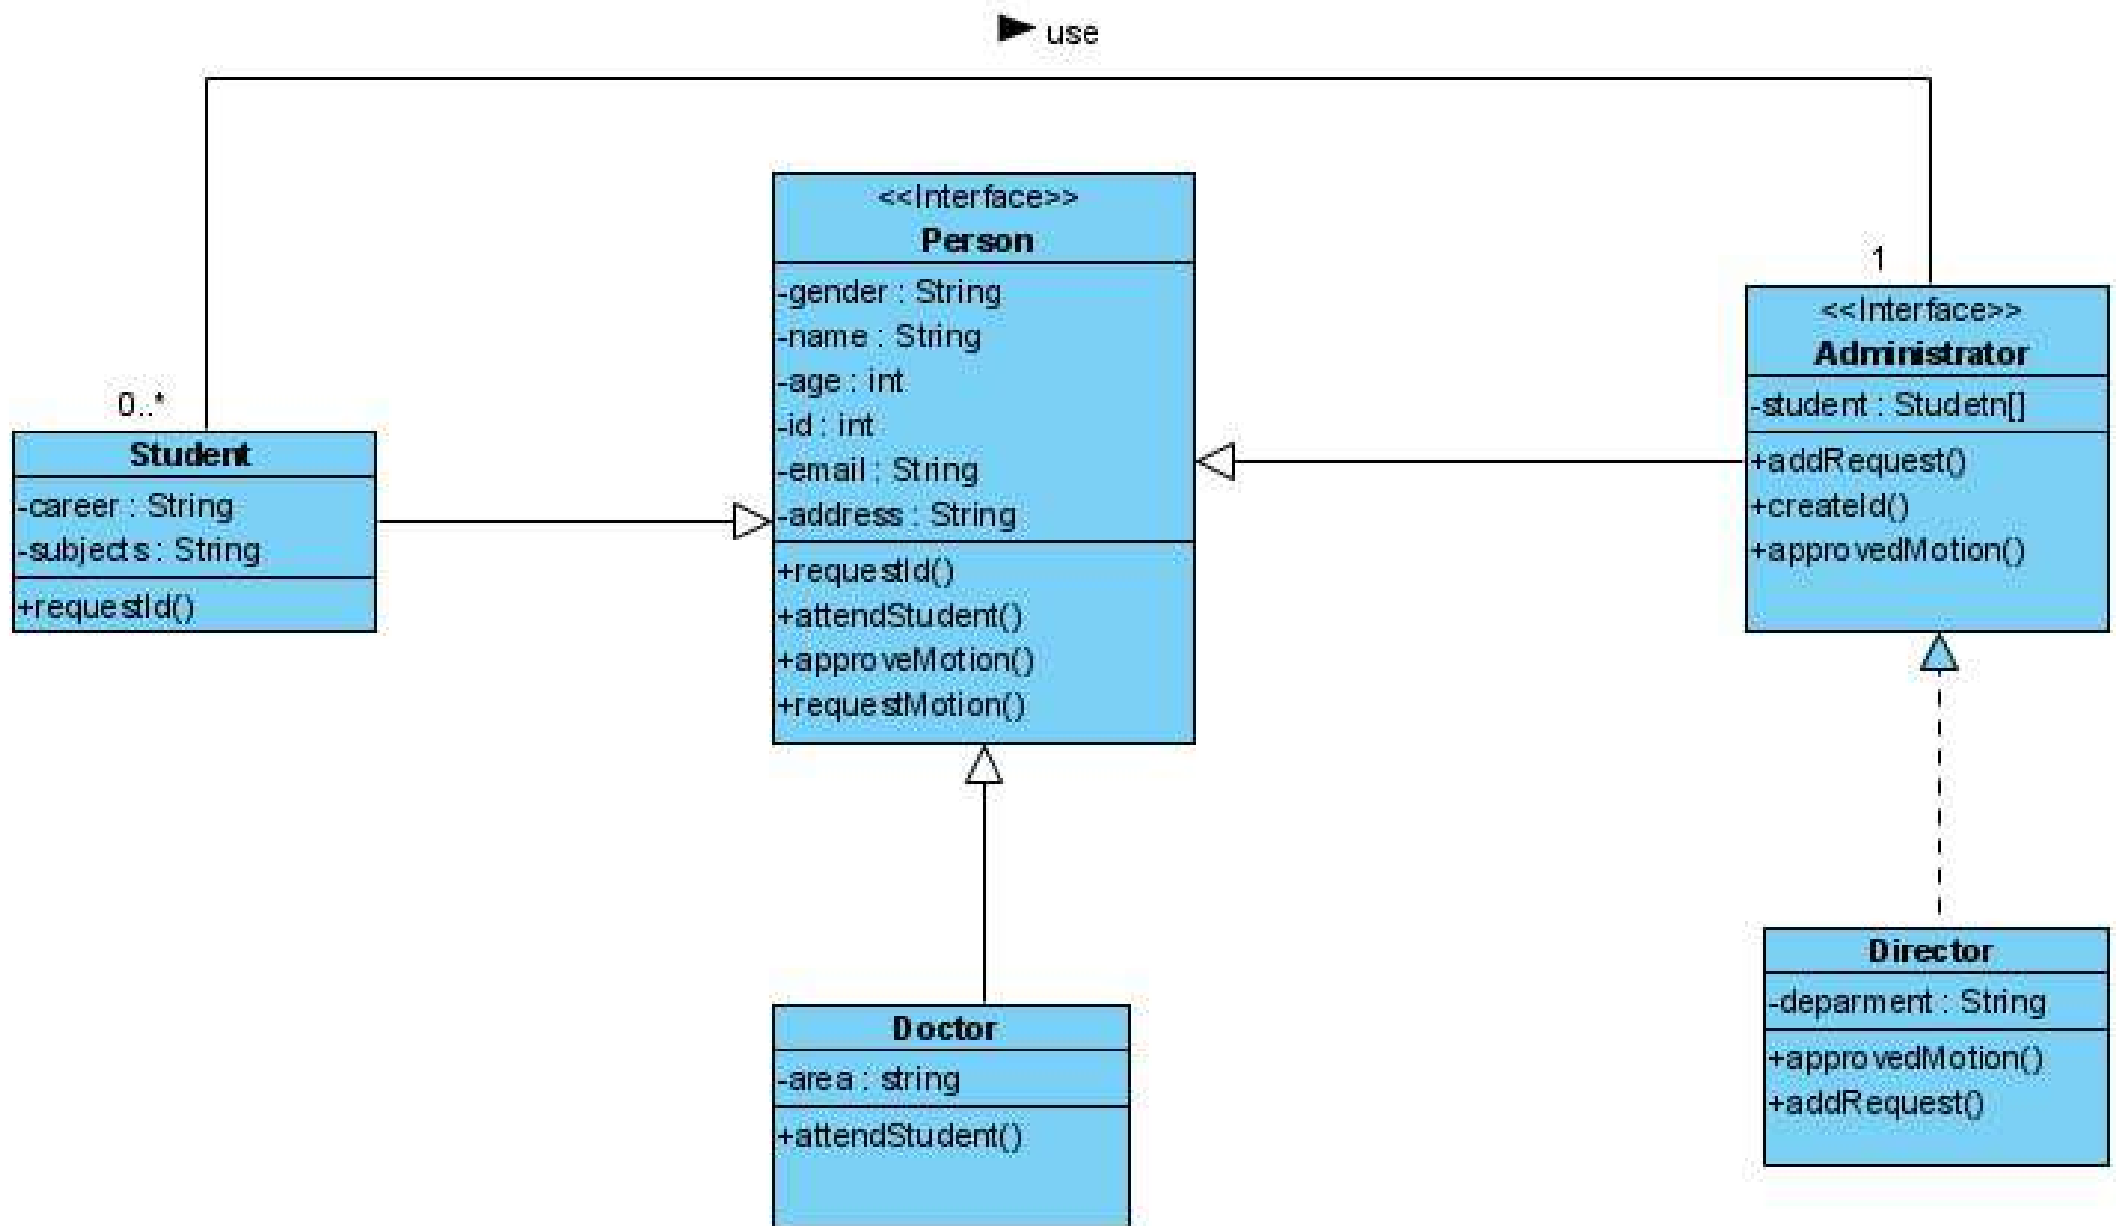 use
<<Interface>>
Person
-gender : String
-name : String
-age : int
-id : int
-email : String
-address : String
+requestId()
+attendStudent()
+approveMotion()
+requestMotion()
1
<<Interface>>
Administrator
-student : Studetn[]
+addRequest()
+createId()
+approvedMotion()
0..*
Student
-career : String
-subjects : String
+requestId()
Doctor
-area : string
+attendStudent()
Director
-deparment : String
+approvedMotion()
+addRequest()